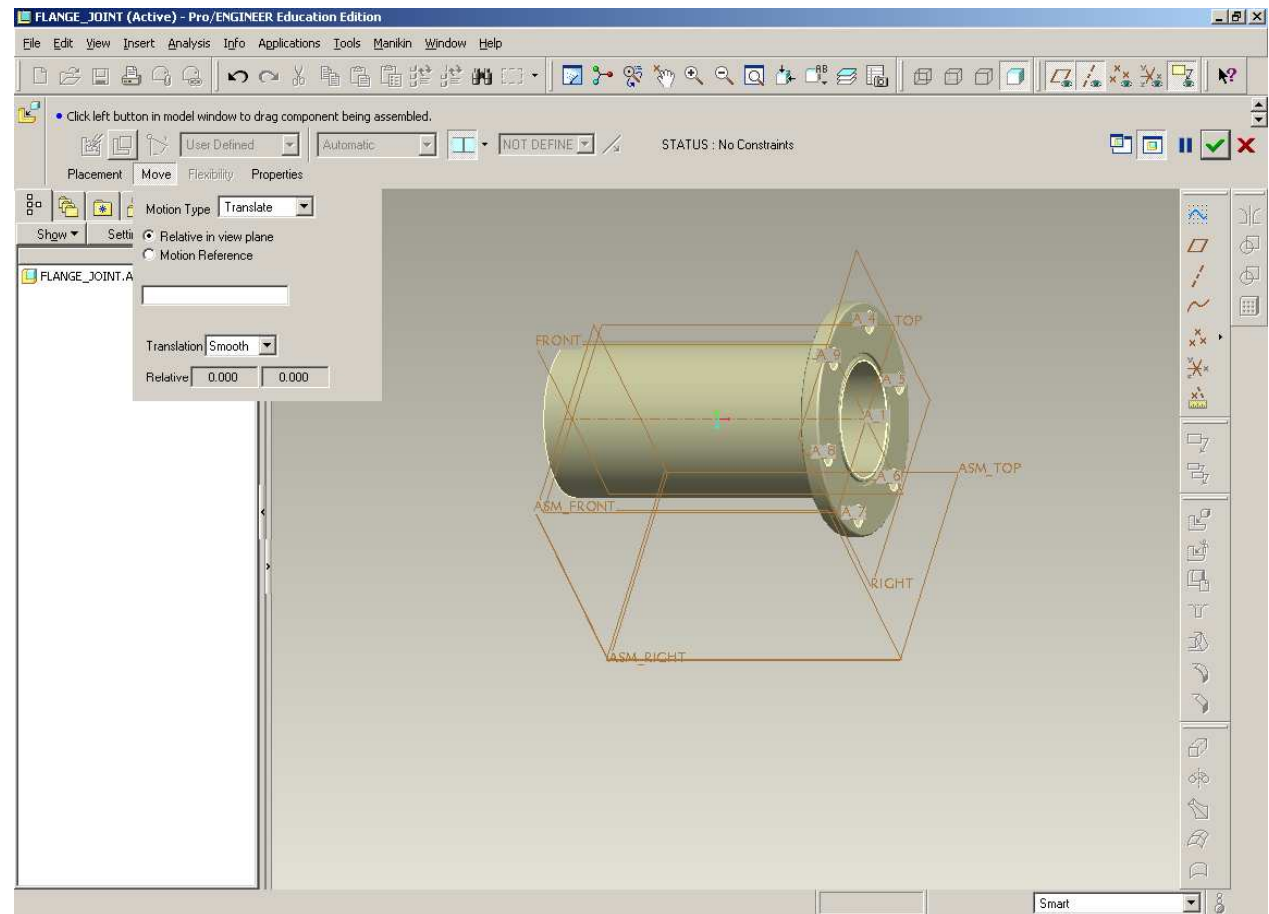 FLANGE_JOINT (Active) - Pro/ENGINEER Education Edition
File Edit View Insert Analysis Info Applications Tools Manikin Window Help
• Click left button in model window to drag component being assembled.
User Defined Automatic NOT DEFINE STATUS : No Constraints
Placement Move Flexibility Properties
Motion Type Translate
Show Setti
Relative in view plane
Motion Reference
FLANGE_JOINT.A
Translation Smooth
Relative 0.000 0.000
A_4 TOP
FRONT
A_9
A_5
A_1
A_8
A_6 ASM_TOP
ASM_FRONT A_7
RIGHT
ASM_RIGHT
Smart